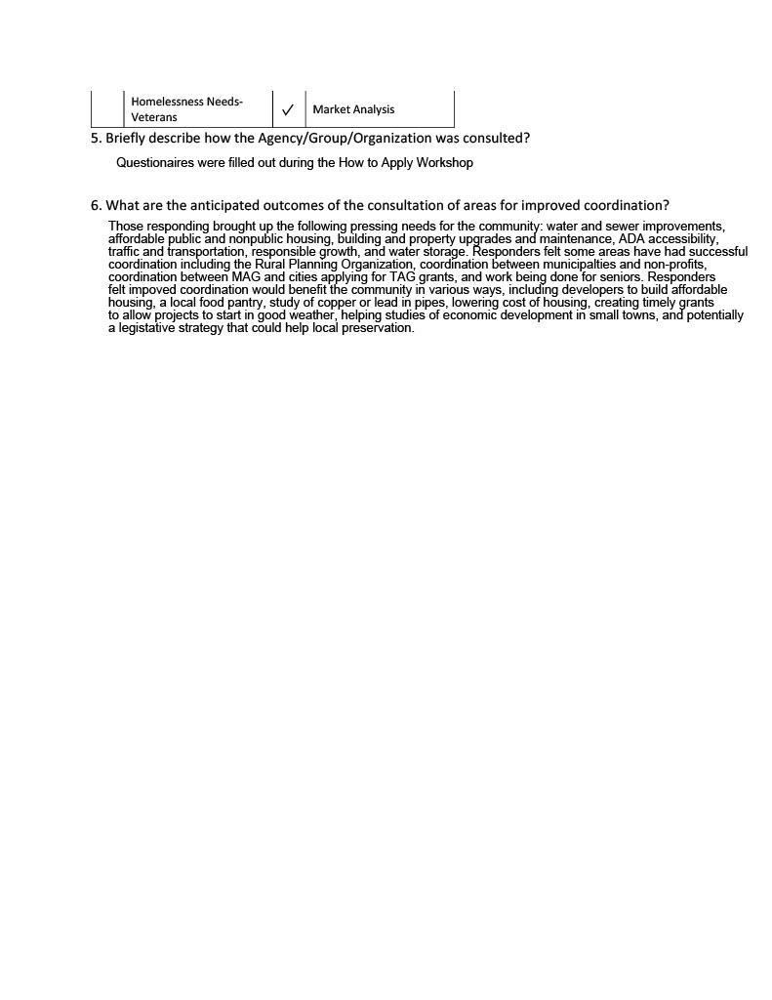 Homelessness Needs-
Veterans
✓ Market Analysis
5. Briefly describe how the Agency/Group/Organization was consulted?
Questionaires were filled out during the How to Apply Workshop
6. What are the anticipated outcomes of the consultation of areas for improved coordination?
Those responding brought up the following pressing needs for the community: water and sewer improvements,
affordable public and nonpublic housing, building and property upgrades and maintenance, ADA accessibility,
traffic and transportation, responsible growth, and water storage. Responders felt some areas have had successful
coordination including the Rural Planning Organization, coordination between municipalties and non-profits,
coordination between MAG and cities applying for TAG grants, and work being done for seniors. Responders
felt impoved coordination would benefit the community in various ways, including developers to build affordable
housing, a local food pantry, study of copper or lead in pipes, lowering cost of housing, creating timely grants
to allow projects to start in good weather, helping studies of economic development in small towns, and potentially
a legistative strategy that could help local preservation.